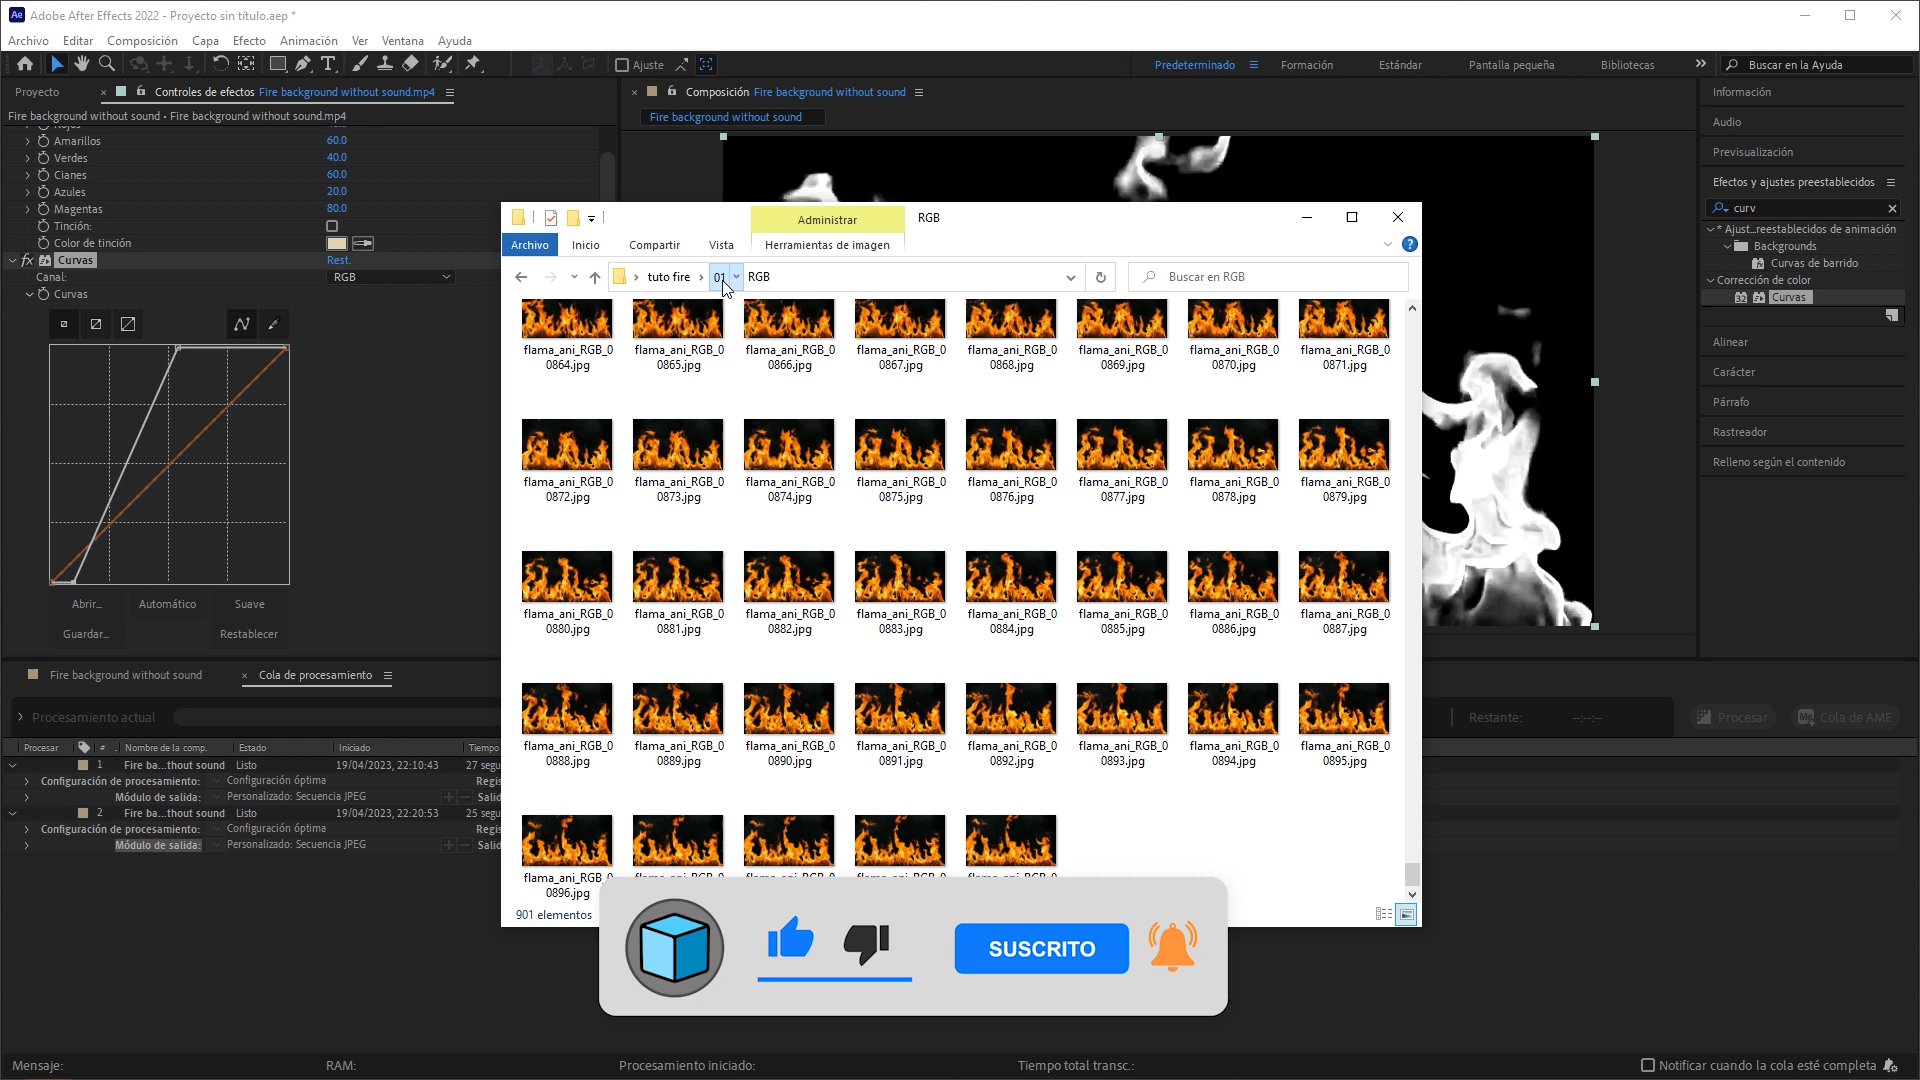 Ae Adobe After Effects 2022 - Proyecto sin título.aep *
Archivo Editar Composición Capa Efecto Animación Ver Ventana Ayuda
Ajuste Predeterminado Formación Estándar Pantalla pequeña Bibliotecas Buscar en la Ayuda
Proyecto × Controles de efectos Fire background without sound.mp4
× Composición Fire background without sound
Información
Fire background without sound • Fire background without sound.mp4
Fire background without sound
Audio
Amarillos 60.0
Verdes 40.0
Cianes 60.0
Azules 20.0
Magentas 80.0
Tinción:
Color de tinción
fx Curvas Rest.
Canal: RGB
Curvas
Abrir... Automático Suave
Guardar... Restablecer
Previsualización
Efectos y ajustes preestablecidos
curv
* Ajust...reestablecidos de animación
Backgrounds
Curvas de barrido
Corrección de color
32 Curvas
Alinear
Carácter
Párrafo
Rastreador
Relleno según el contenido
Administrar RGB
Archivo Inicio Compartir Vista Herramientas de imagen
tuto fire 01 RGB Buscar en RGB
flama_ani_RGB_0 flama_ani_RGB_0 flama_ani_RGB_0 flama_ani_RGB_0 flama_ani_RGB_0 flama_ani_RGB_0 flama_ani_RGB_0 flama_ani_RGB_0
0864.jpg 0865.jpg 0866.jpg 0867.jpg 0868.jpg 0869.jpg 0870.jpg 0871.jpg
flama_ani_RGB_0 flama_ani_RGB_0 flama_ani_RGB_0 flama_ani_RGB_0 flama_ani_RGB_0 flama_ani_RGB_0 flama_ani_RGB_0 flama_ani_RGB_0
0872.jpg 0873.jpg 0874.jpg 0875.jpg 0876.jpg 0877.jpg 0878.jpg 0879.jpg
flama_ani_RGB_0 flama_ani_RGB_0 flama_ani_RGB_0 flama_ani_RGB_0 flama_ani_RGB_0 flama_ani_RGB_0 flama_ani_RGB_0 flama_ani_RGB_0
0880.jpg 0881.jpg 0882.jpg 0883.jpg 0884.jpg 0885.jpg 0886.jpg 0887.jpg
flama_ani_RGB_0 flama_ani_RGB_0 flama_ani_RGB_0 flama_ani_RGB_0 flama_ani_RGB_0 flama_ani_RGB_0 flama_ani_RGB_0 flama_ani_RGB_0
0888.jpg 0889.jpg 0890.jpg 0891.jpg 0892.jpg 0893.jpg 0894.jpg 0895.jpg
flama_ani_RGB_0
0896.jpg
901 elementos
SUSCRITO
Fire background without sound × Cola de procesamiento
Procesamiento actual Restante: --:--:-- Procesar Cola de AME
Procesar # Nombre de la comp. Estado Iniciado Tiempo
1 Fire ba...thout sound Listo 19/04/2023, 22:10:43 27 segu
Configuración de procesamiento: Configuración óptima Regis
Módulo de salida: Personalizado: Secuencia JPEG Salid
2 Fire ba...thout sound Listo 19/04/2023, 22:20:53 25 segu
Configuración de procesamiento: Configuración óptima Regis
Módulo de salida: Personalizado: Secuencia JPEG Salid
Mensaje: RAM: Procesamiento iniciado: Tiempo total transc.: Notificar cuando la cola esté completa